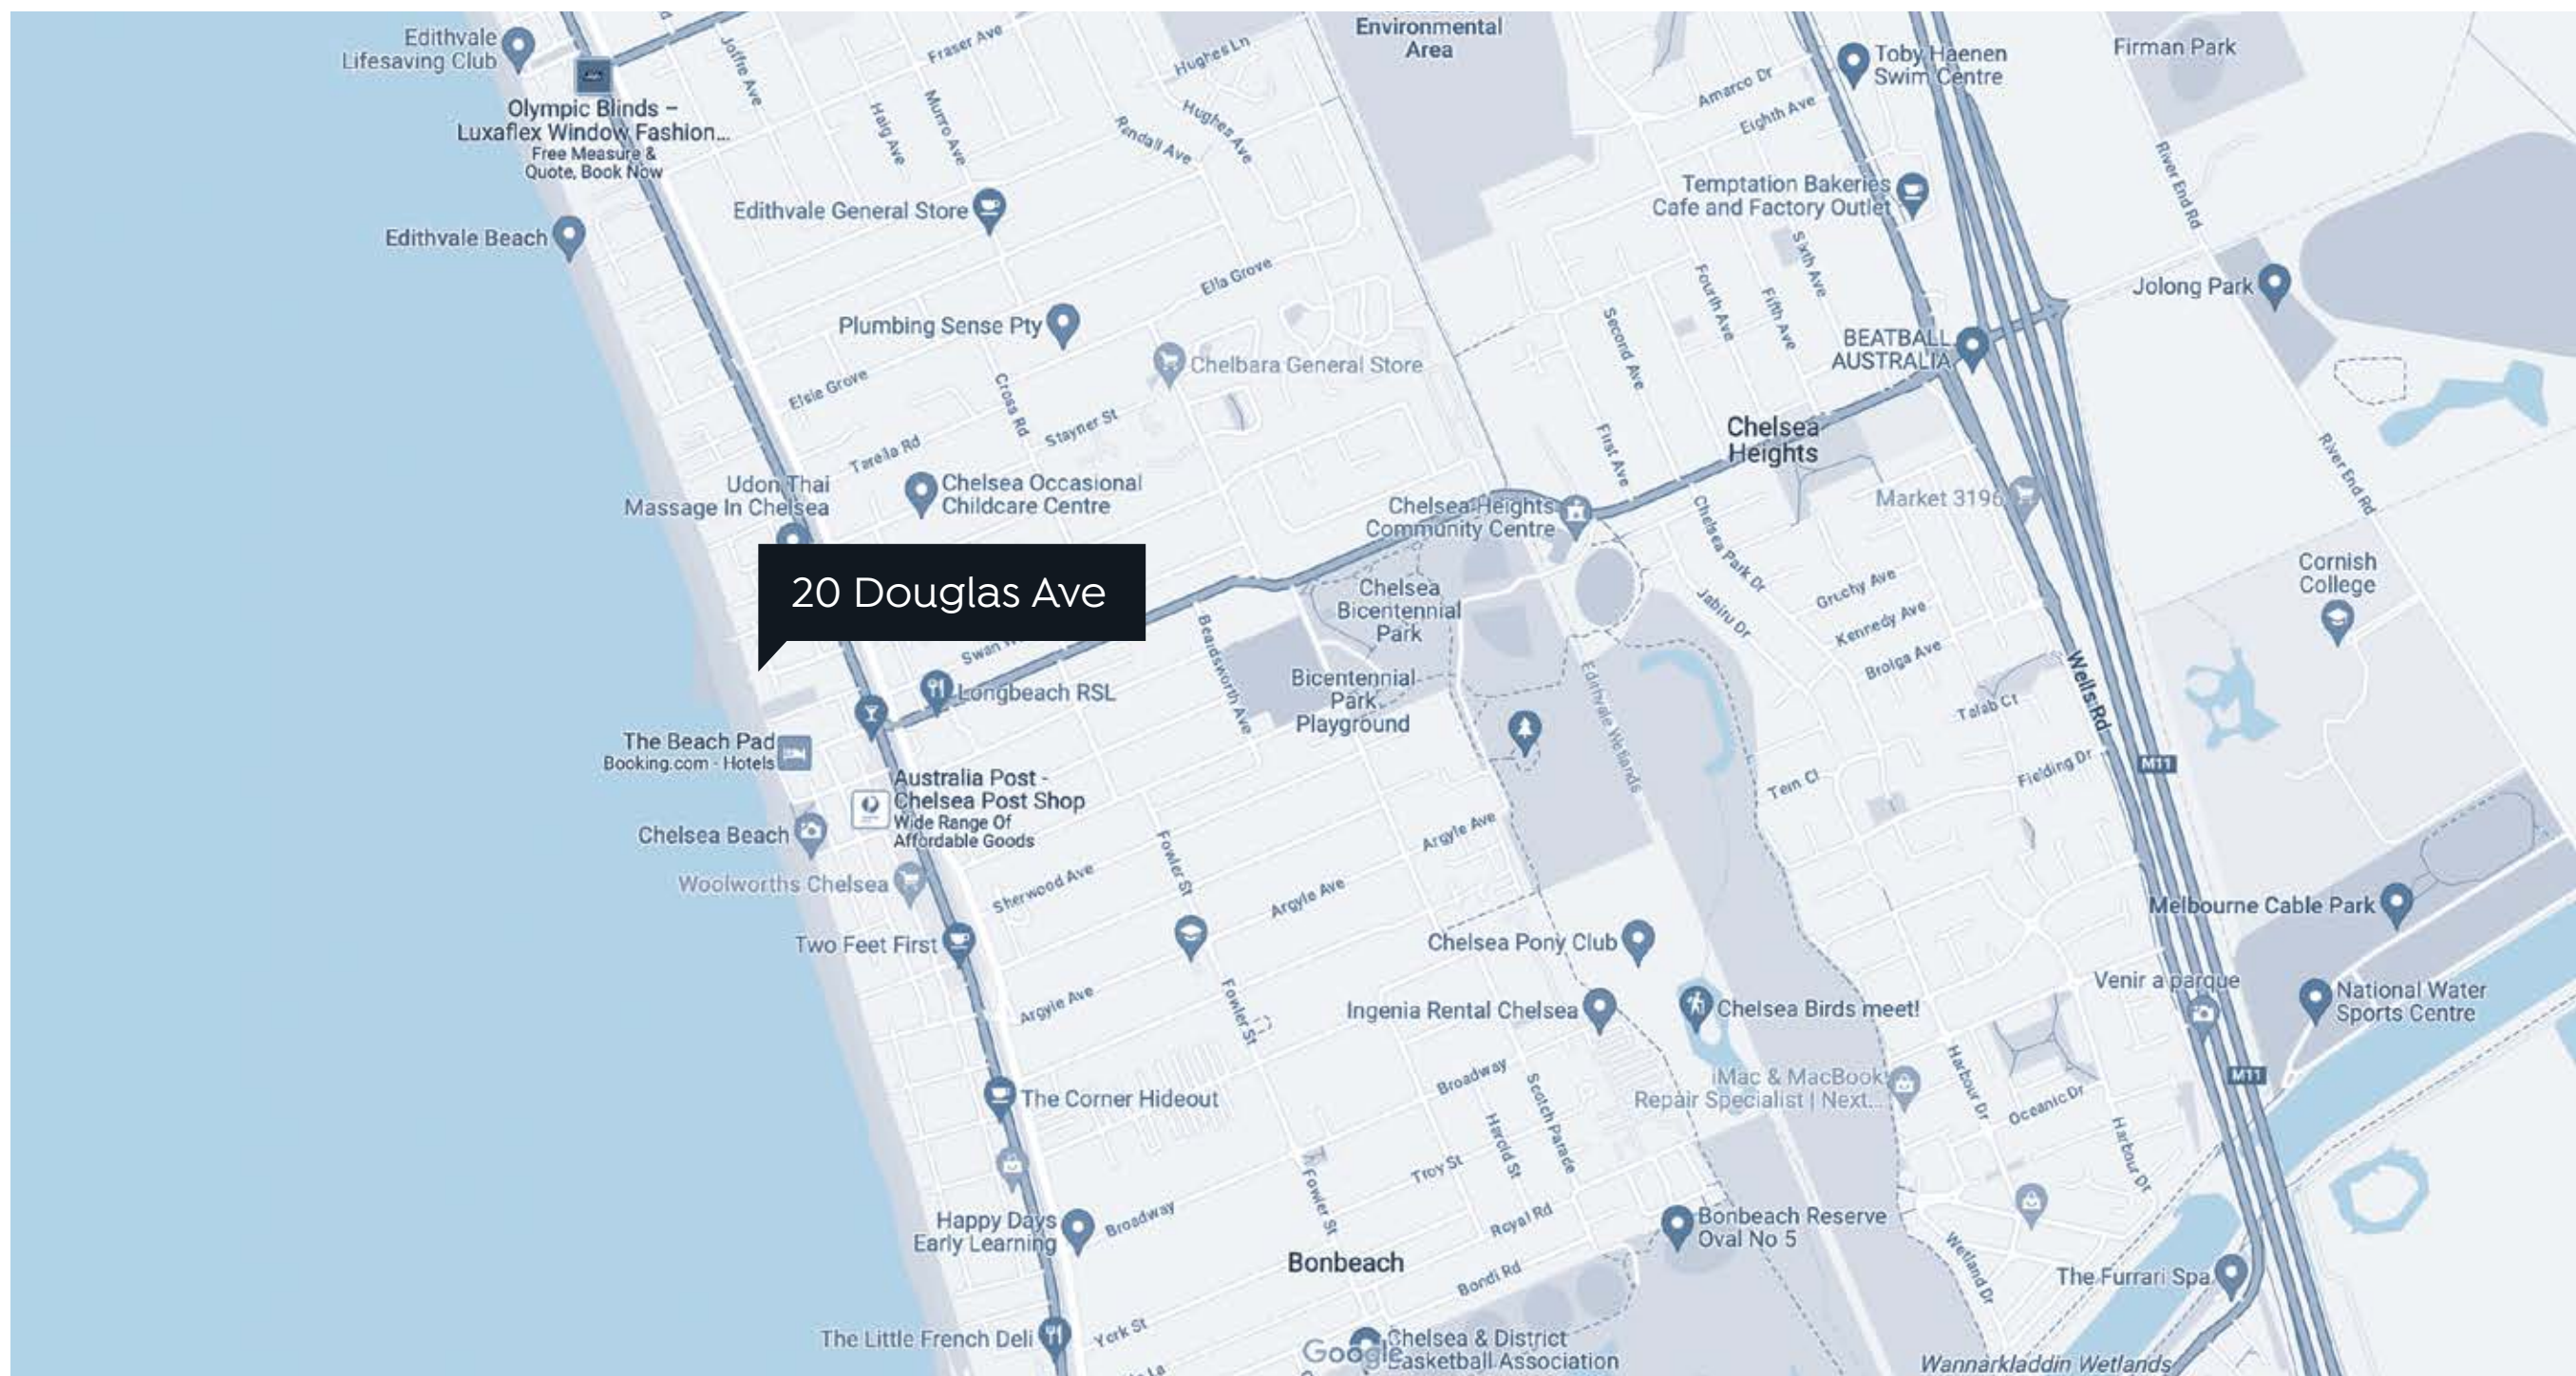 Environmental
Area
Edithvale
Lifesaving Club
Joffre Ave
Fraser Ave
Hughes Ln
Toby Haenen
Swim Centre
Firman Park
Olympic Blinds –
Luxaflex Window Fashion...
Free Measure &
Quote, Book Now
Haig Ave
Munro Ave
Randall Ave
Hughes Ave
Amarco Dr
Eighth Ave
River End Rd
Edithvale Beach
Edithvale General Store
Temptation Bakeries
Cafe and Factory Outlet
Sixth Ave
Ella Grove
Fourth Ave
Fifth Ave
Jolong Park
Plumbing Sense Pty
Second Ave
BEATBALL
AUSTRALIA
Chelbara General Store
Elsie Grove
Cross Rd
Stayner St
Tarella Rd
First Ave
Chelsea
Heights
River End Rd
Udon Thai
Massage In Chelsea
Chelsea Occasional
Childcare Centre
Chelsea Heights
Community Centre
Market 3196
Chelsea Park Dr
20 Douglas Ave
Chelsea
Bicentennial
Park
Jabiru Dr
Gruchy Ave
Kennedy Ave
Brolga Ave
Cornish
College
Swan
Longbeach RSL
Beardsworth Ave
Bicentennial
Park
Playground
Edithvale Wetlands
Talab Ct
Wells Rd
The Beach Pad
Booking.com - Hotels
Australia Post -
Chelsea Post Shop
Wide Range Of
Affordable Goods
Tern Cl
Fielding Dr
M11
Chelsea Beach
Woolworths Chelsea
Fowler St
Argyle Ave
Sherwood Ave
Argyle Ave
Two Feet First
Chelsea Pony Club
Melbourne Cable Park
Argyle Ave
Fowler St
Ingenia Rental Chelsea
Chelsea Birds meet!
Venir a parque
National Water
Sports Centre
The Corner Hideout
Broadway
Scotch Parade
iMac & MacBook
Repair Specialist | Next...
Harbour Dr
Oceanic Dr
M11
Harold St
Troy St
Harbour Dr
Happy Days
Early Learning
Broadway
Fowler St
Royal Rd
Bonbeach Reserve
Oval No 5
Bonbeach
Bondi Rd
Wetland Dr
The Furrari Spa
The Little French Deli
York St
Google
Chelsea & District
Basketball Association
Wannarkladdin Wetlands
La